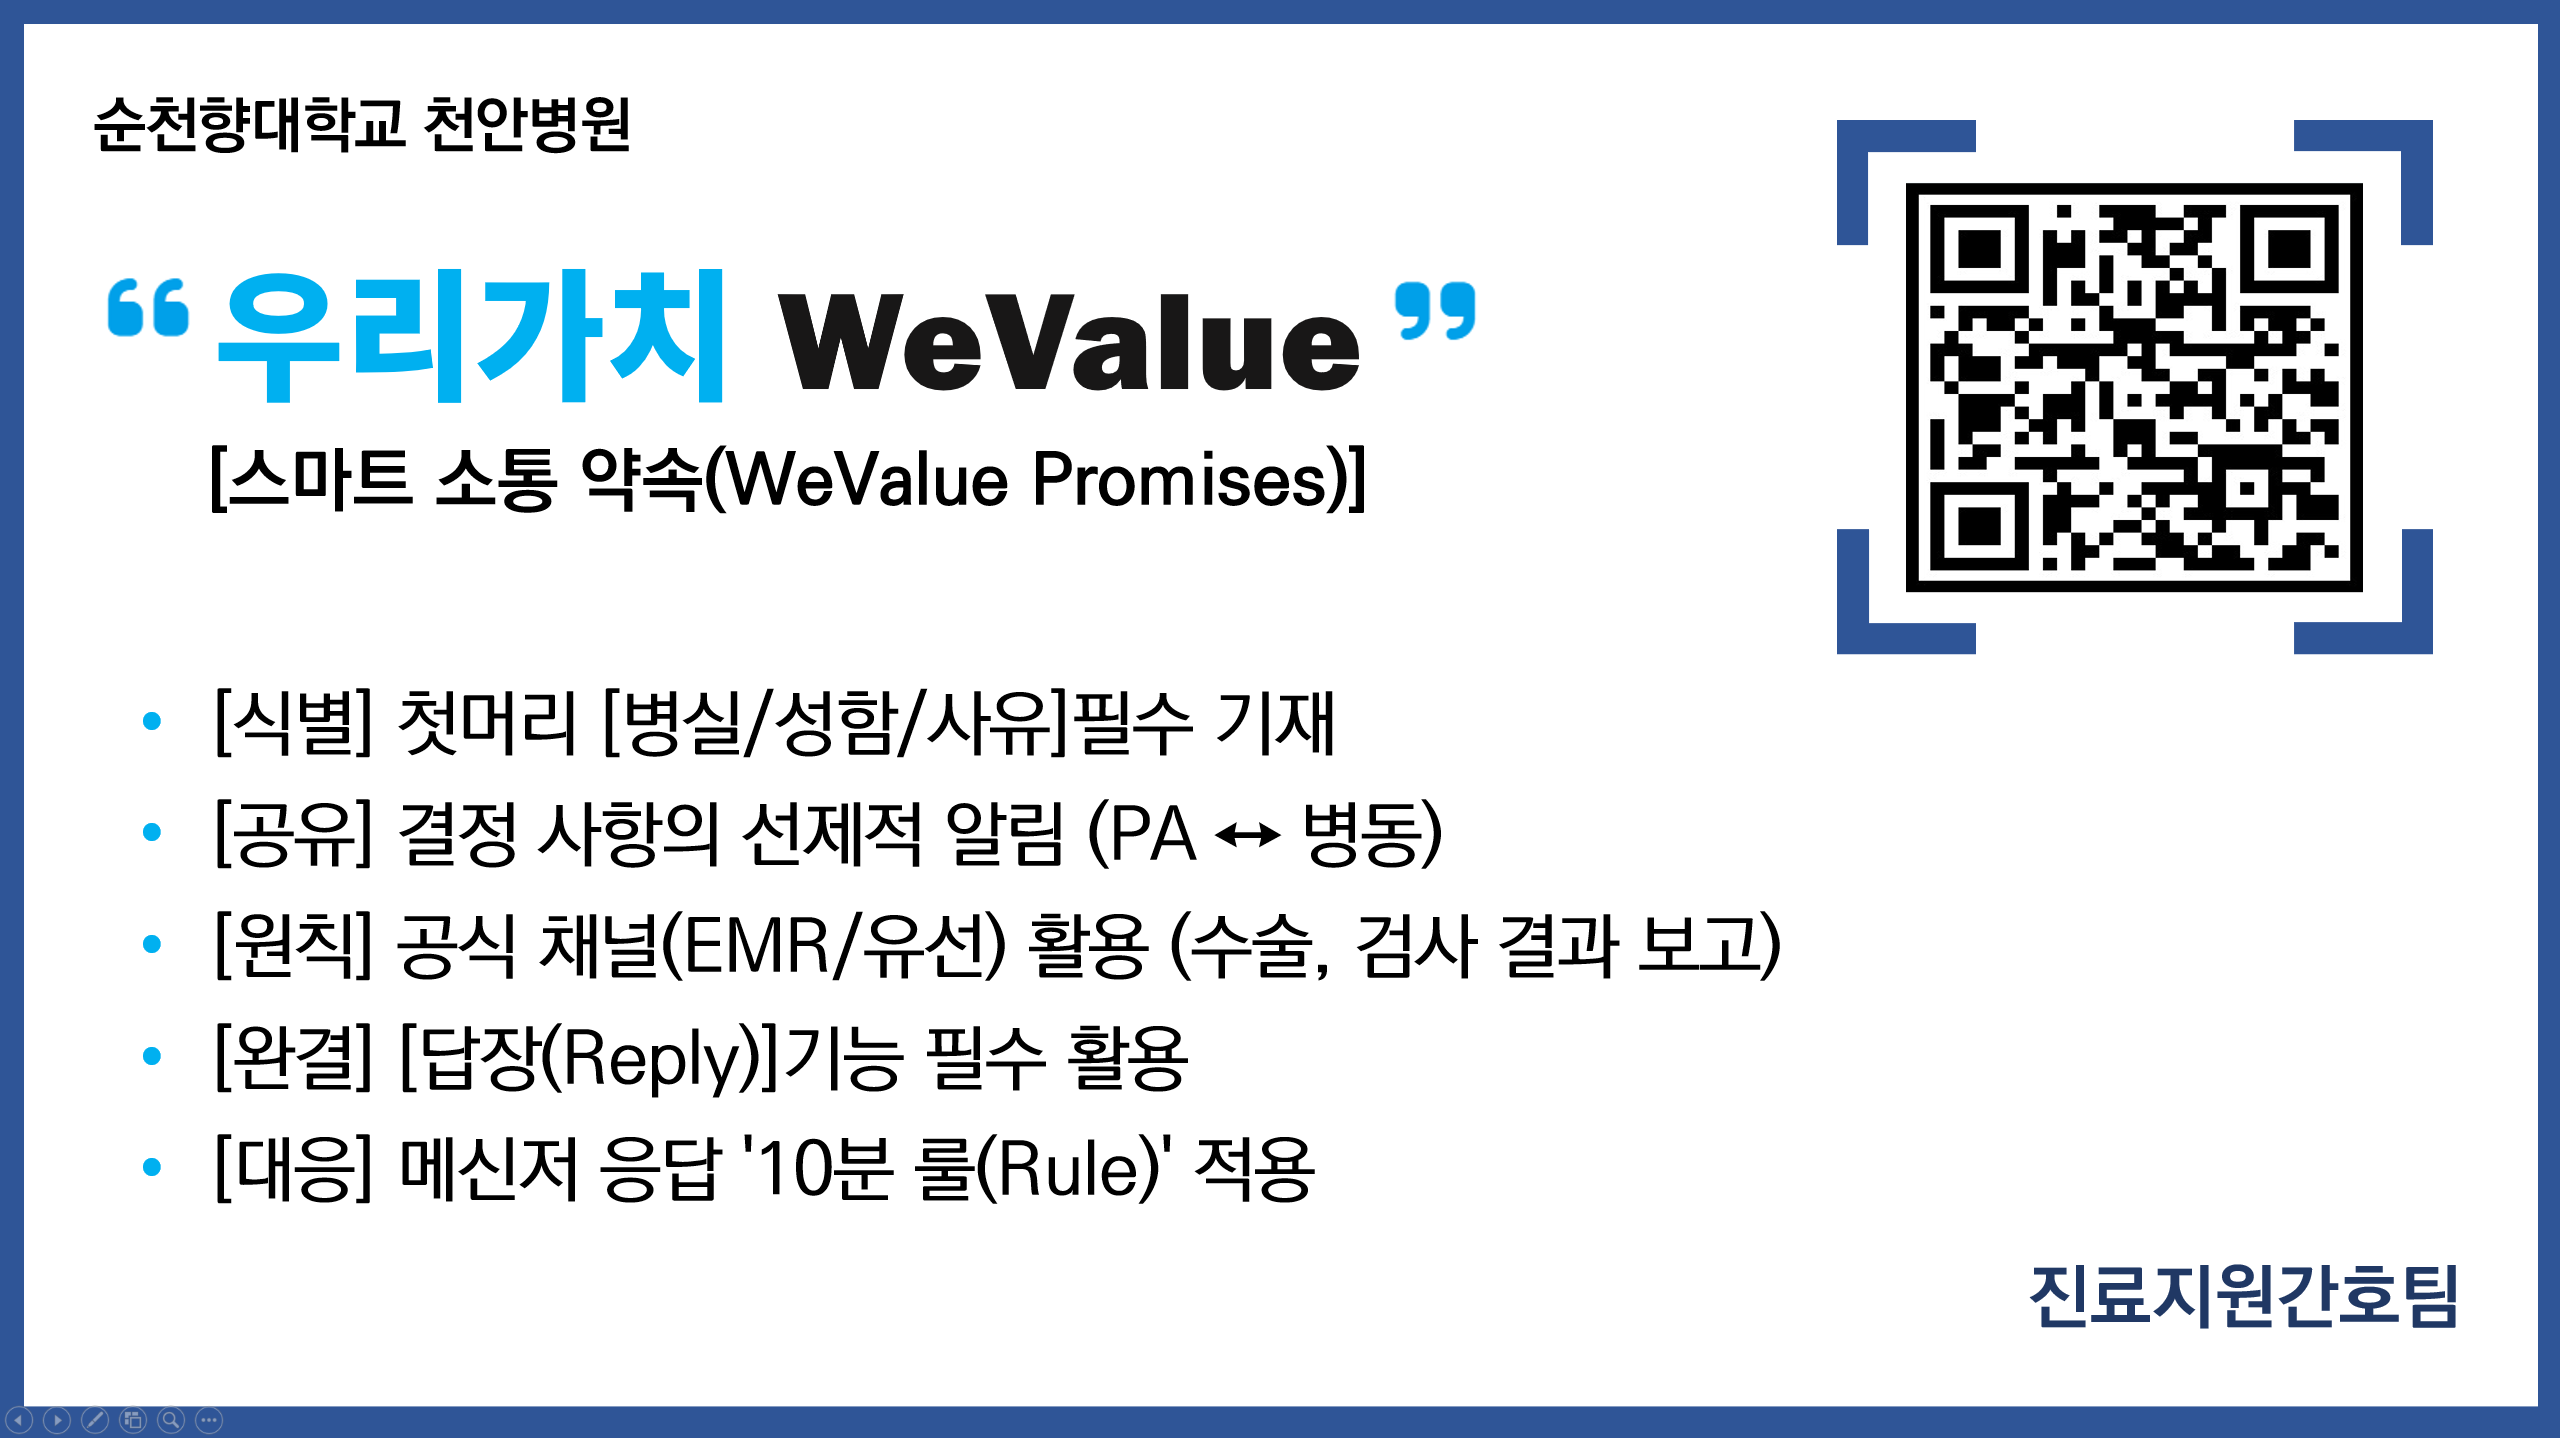 순천향대학교 천안병원
“우리가치 WeValue”
[스마트 소통 약속(WeValue Promises)]
• [식별] 첫머리 [병실/성함/사유]필수 기재
• [공유] 결정 사항의 선제적 알림 (PA ↔ 병동)
• [원칙] 공식 채널(EMR/유선) 활용 (수술, 검사 결과 보고)
• [완결] [답장(Reply)]기능 필수 활용
• [대응] 메신저 응답 '10분 룰(Rule)' 적용
진료지원간호팀